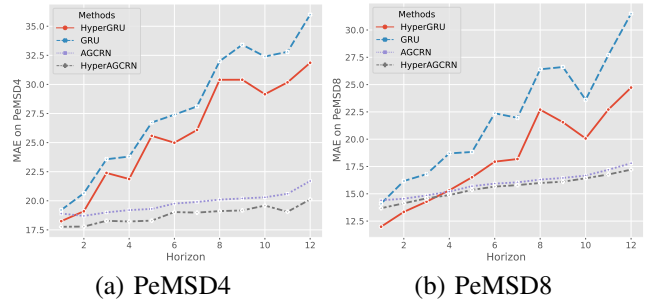 Methods
HyperGRU
GRU
AGCRN
HyperAGCRN
MAE on PeMSD4
35.0
32.5
30.0
27.5
25.0
22.5
20.0
17.5
2 4 6 8 10 12
Horizon
(a) PeMSD4
Methods
HyperGRU
GRU
AGCRN
HyperAGCRN
MAE on PeMSD8
30.0
27.5
25.0
22.5
20.0
17.5
15.0
12.5
2 4 6 8 10 12
Horizon
(b) PeMSD8